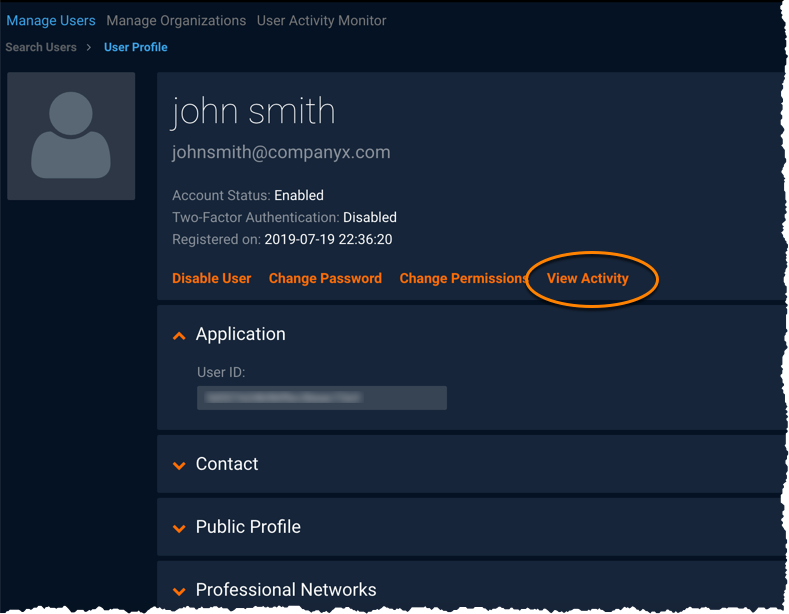 Manage Users Manage Organizations User Activity Monitor
Search Users > User Profile
john smith
johnsmith@companyx.com
Account Status: Enabled
Two-Factor Authentication: Disabled
Registered on: 2019-07-19 22:36:20
Disable User Change Password Change Permissions View Activity
Application
User ID:
Contact
Public Profile
Professional Networks